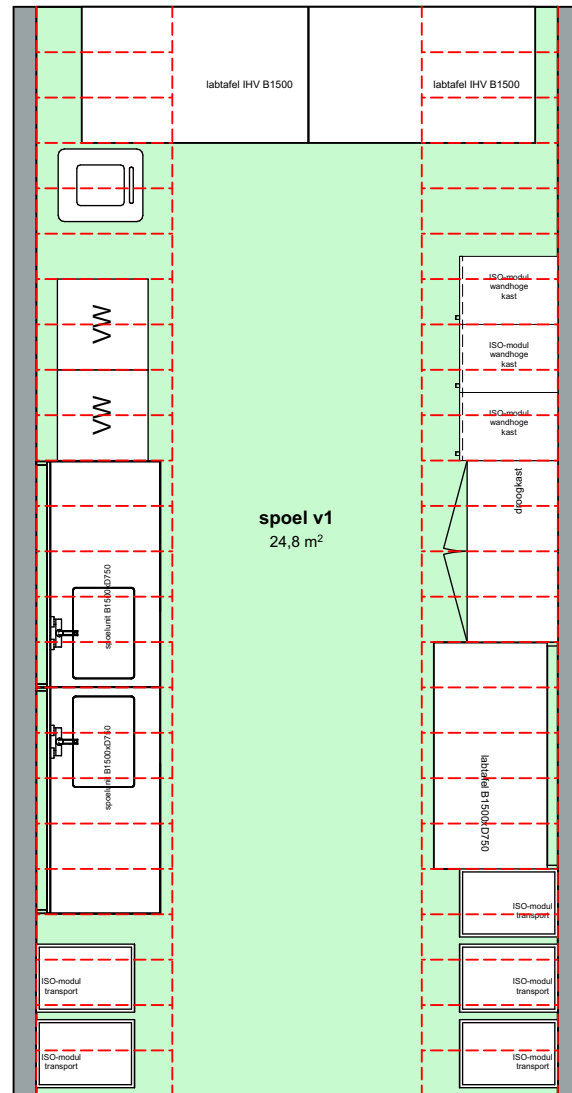 labtafel IHV B1500
labtafel IHV B1500
ISO-modul
wandhoge
kast
VW
ISO-modul
wandhoge
kast
VW
ISO-modul
wandhoge
kast
droogkast
spoel v1
24,8 m²
spoelunit B1500xD750
spoelunit B1500xD750
labtafel B1500xD750
ISO-modul
transport
ISO-modul
transport
ISO-modul
transport
ISO-modul
transport
ISO-modul
transport